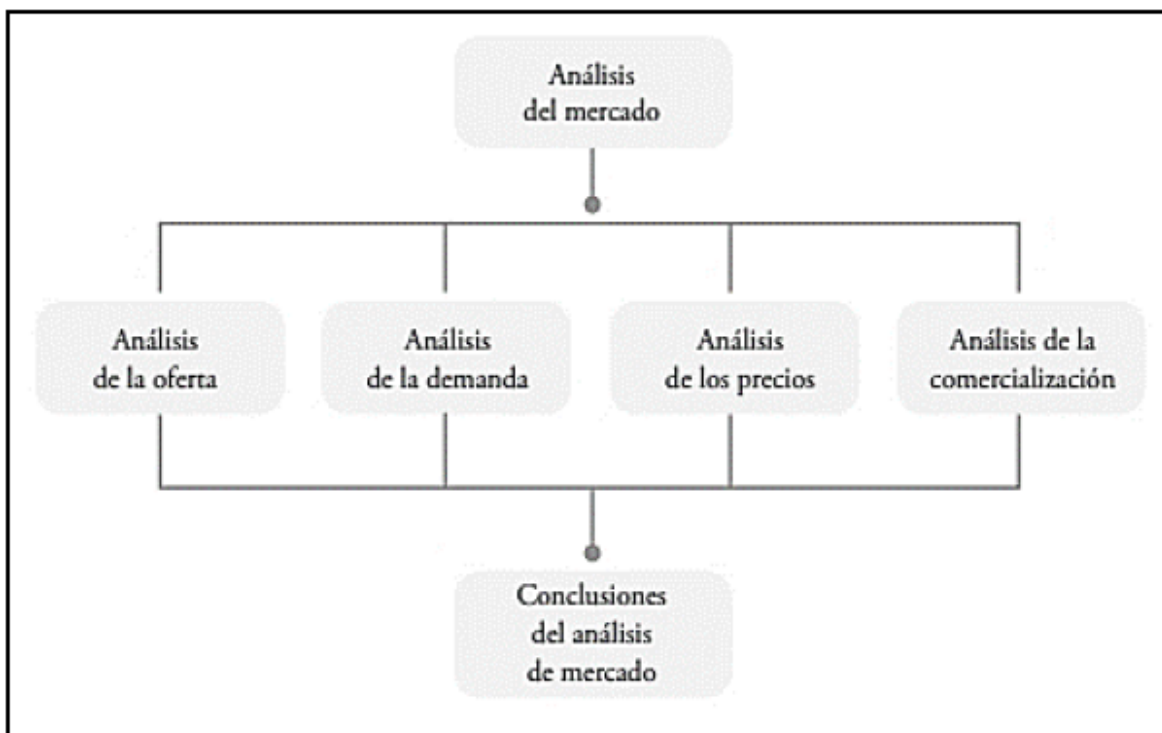 Análisis
del mercado
Análisis
de la oferta
Análisis
de la demanda
Análisis
de los precios
Análisis de la
comercialización
Conclusiones
del análisis
de mercado